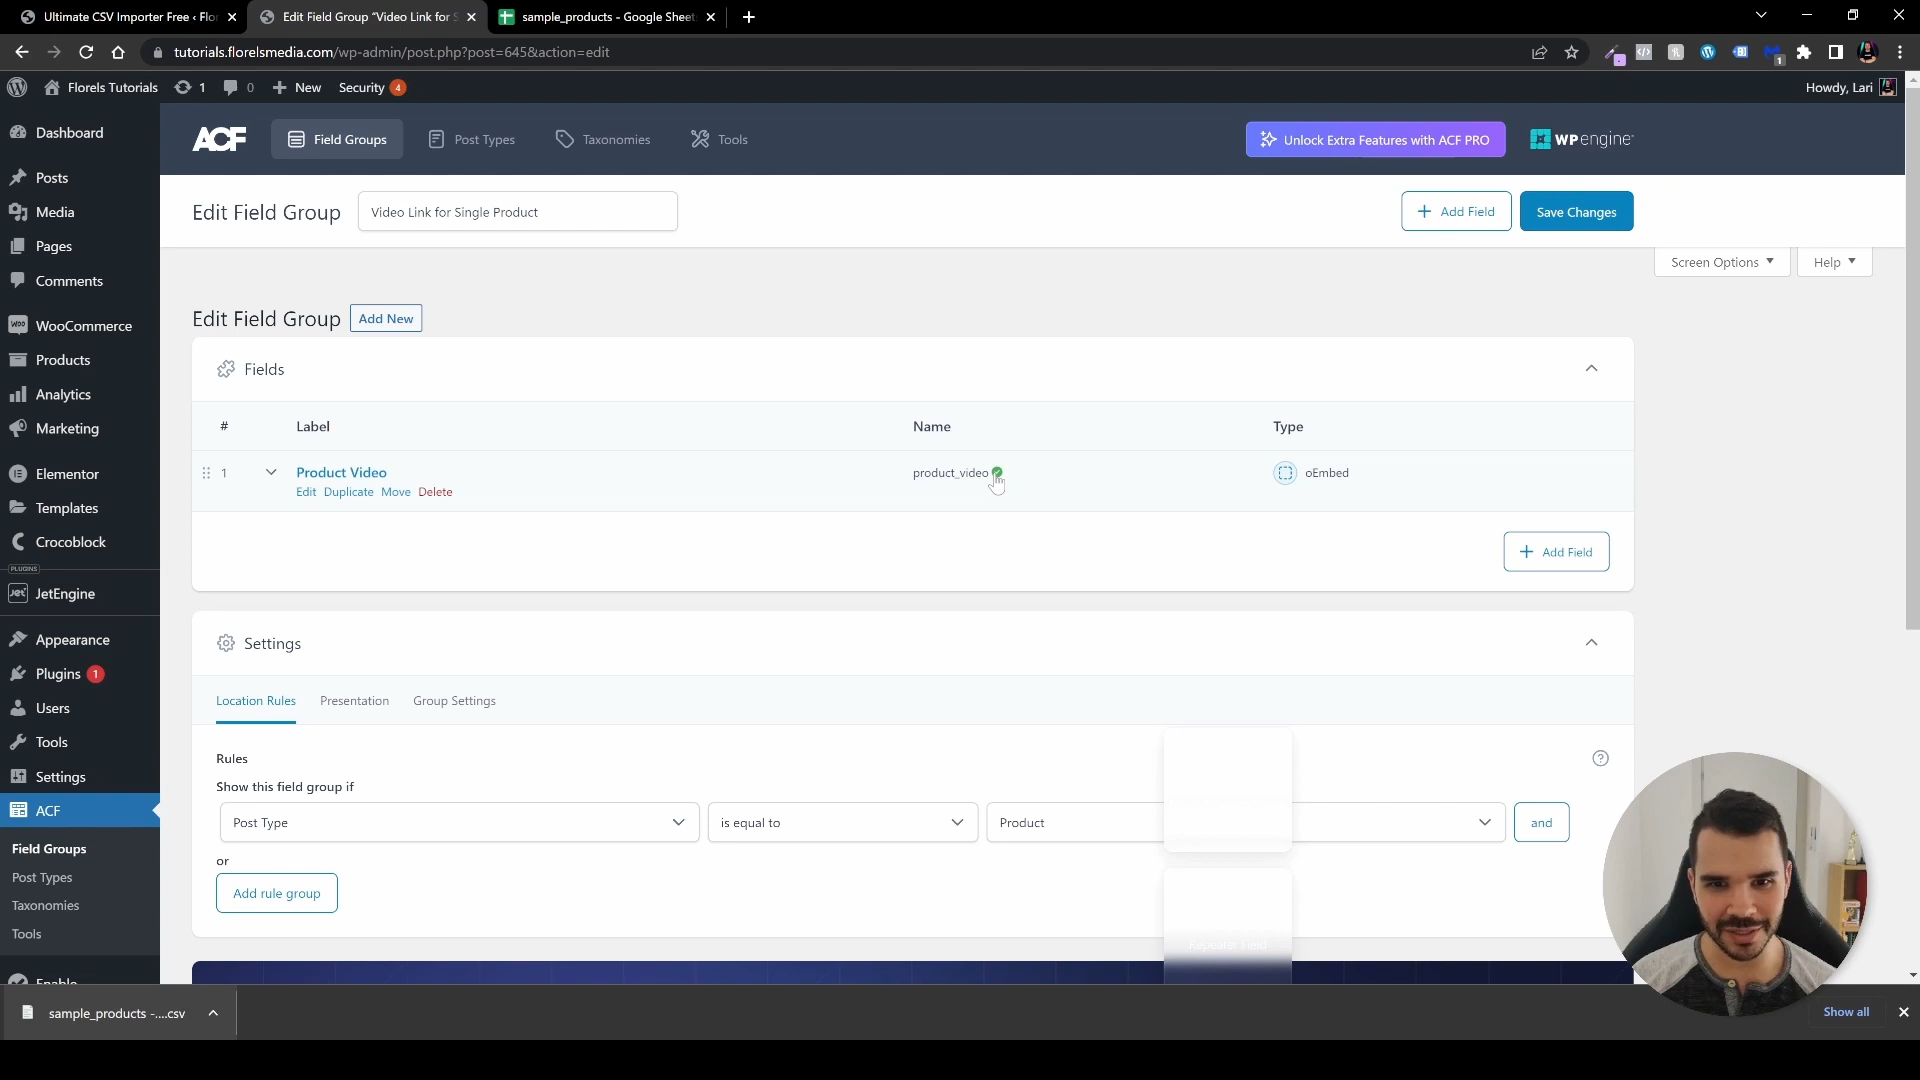 Ultimate CSV Importer Free ‹ Flor
Edit Field Group “Video Link for S
sample_products - Google Sheet
tutorials.florelsmedia.com/wp-admin/post.php?post=645&action=edit
1
Florels Tutorials
1
0
New
Security
4
Howdy, Lari
Dashboard
Posts
Media
Pages
Comments
WooCommerce
Products
Analytics
Marketing
Elementor
Templates
Crocoblock
PLUGINS
JetEngine
Appearance
Plugins 1
Users
Tools
Settings
ACF
Field Groups
Post Types
Taxonomies
Tools
Enable
ACF
Field Groups
Post Types
Taxonomies
Tools
Unlock Extra Features with ACF PRO
WP engine
Edit Field Group
Video Link for Single Product
Add Field
Save Changes
Screen Options
Help
Edit Field Group
Add New
Fields
# Label Name Type
1 Product Video product_video oEmbed
Edit Duplicate Move Delete
Add Field
Settings
Location Rules Presentation Group Settings
Rules
Show this field group if
Post Type is equal to Product and
or
Add rule group
Repeater Field
sample_products -....csv
Show all